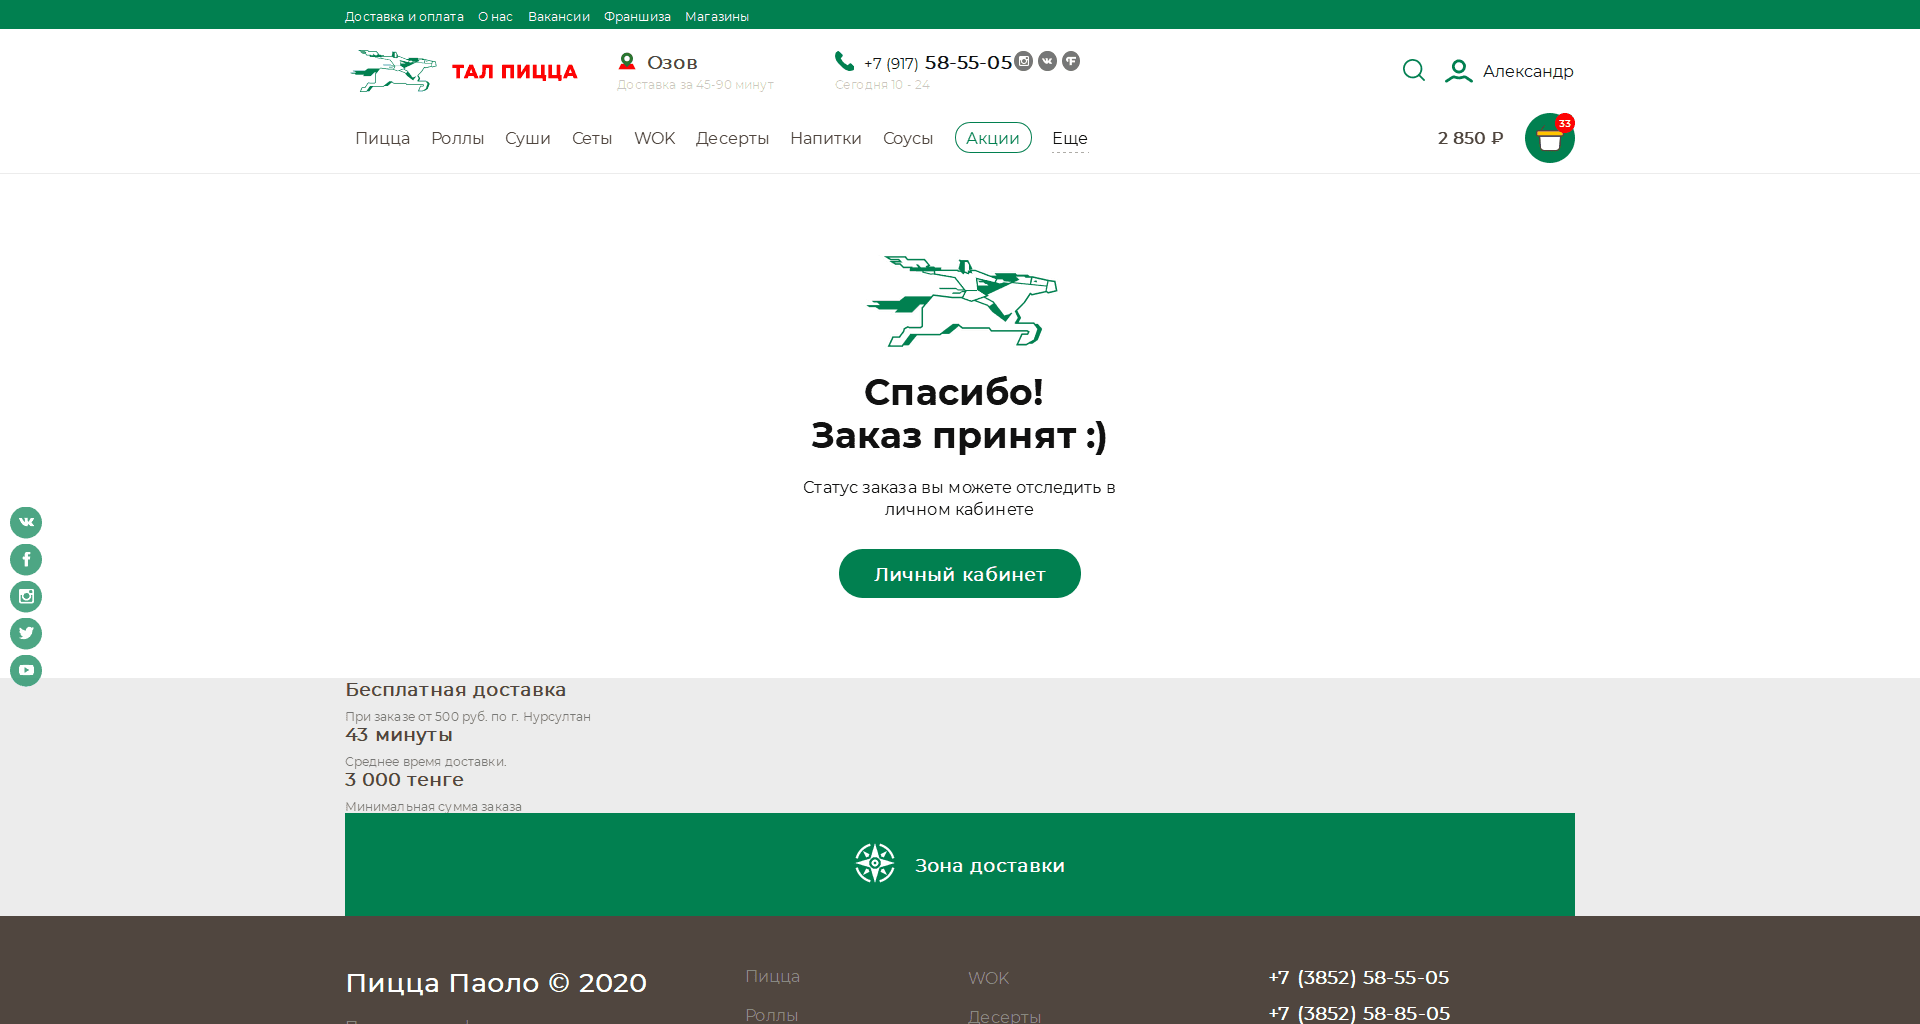 Доставка и оплата О нас Вакансии Франшиза Магазины
ТАЛ ПИЦЦА
Озов
Доставка за 45-90 минут
+7 (917) 58-55-05
Сегодня 10 - 24
Александр
Пицца Роллы Суши Сеты WOK Десерты Напитки Соусы Акции Еще
2 850 ₽
33
Спасибо!
Заказ принят :)
Статус заказа вы можете отследить в
личном кабинете
Личный кабинет
Бесплатная доставка
При заказе от 500 руб. по г. Нурсултан
43 минуты
Среднее время доставки.
3 000 тенге
Минимальная сумма заказа
Зона доставки
Пицца Паоло © 2020
Пицца
WOK
+7 (3852) 58-55-05
Роллы
Десерты
+7 (3852) 58-85-05